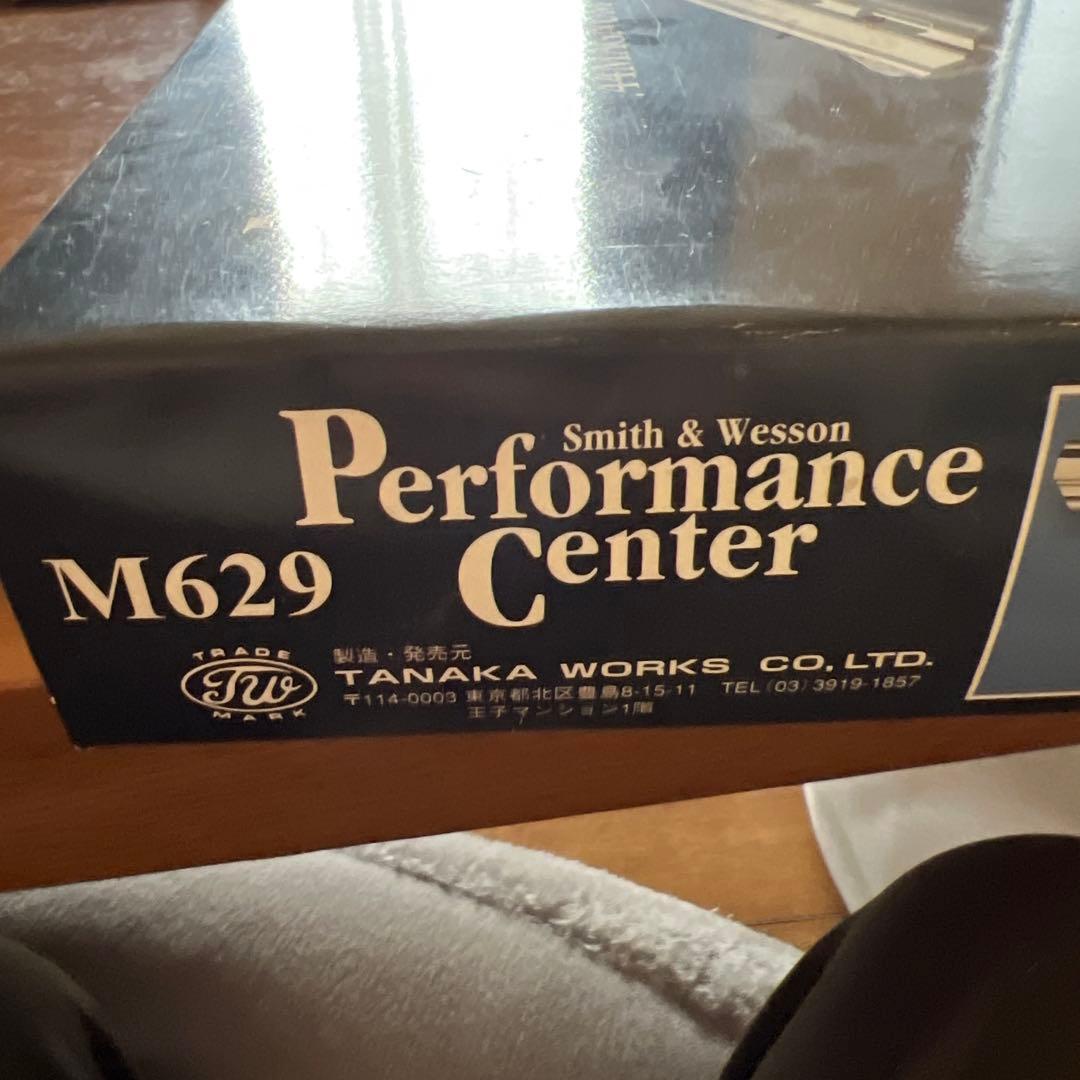 Smith & Wesson
Performance
Center
M629
TRADE
TW
MARK
製造・発売元
TANAKA WORKS CO, LTD.
〒114-0003 東京都北区豊島8-15-11 TEL (03) 3919-1857
王子マンション1階